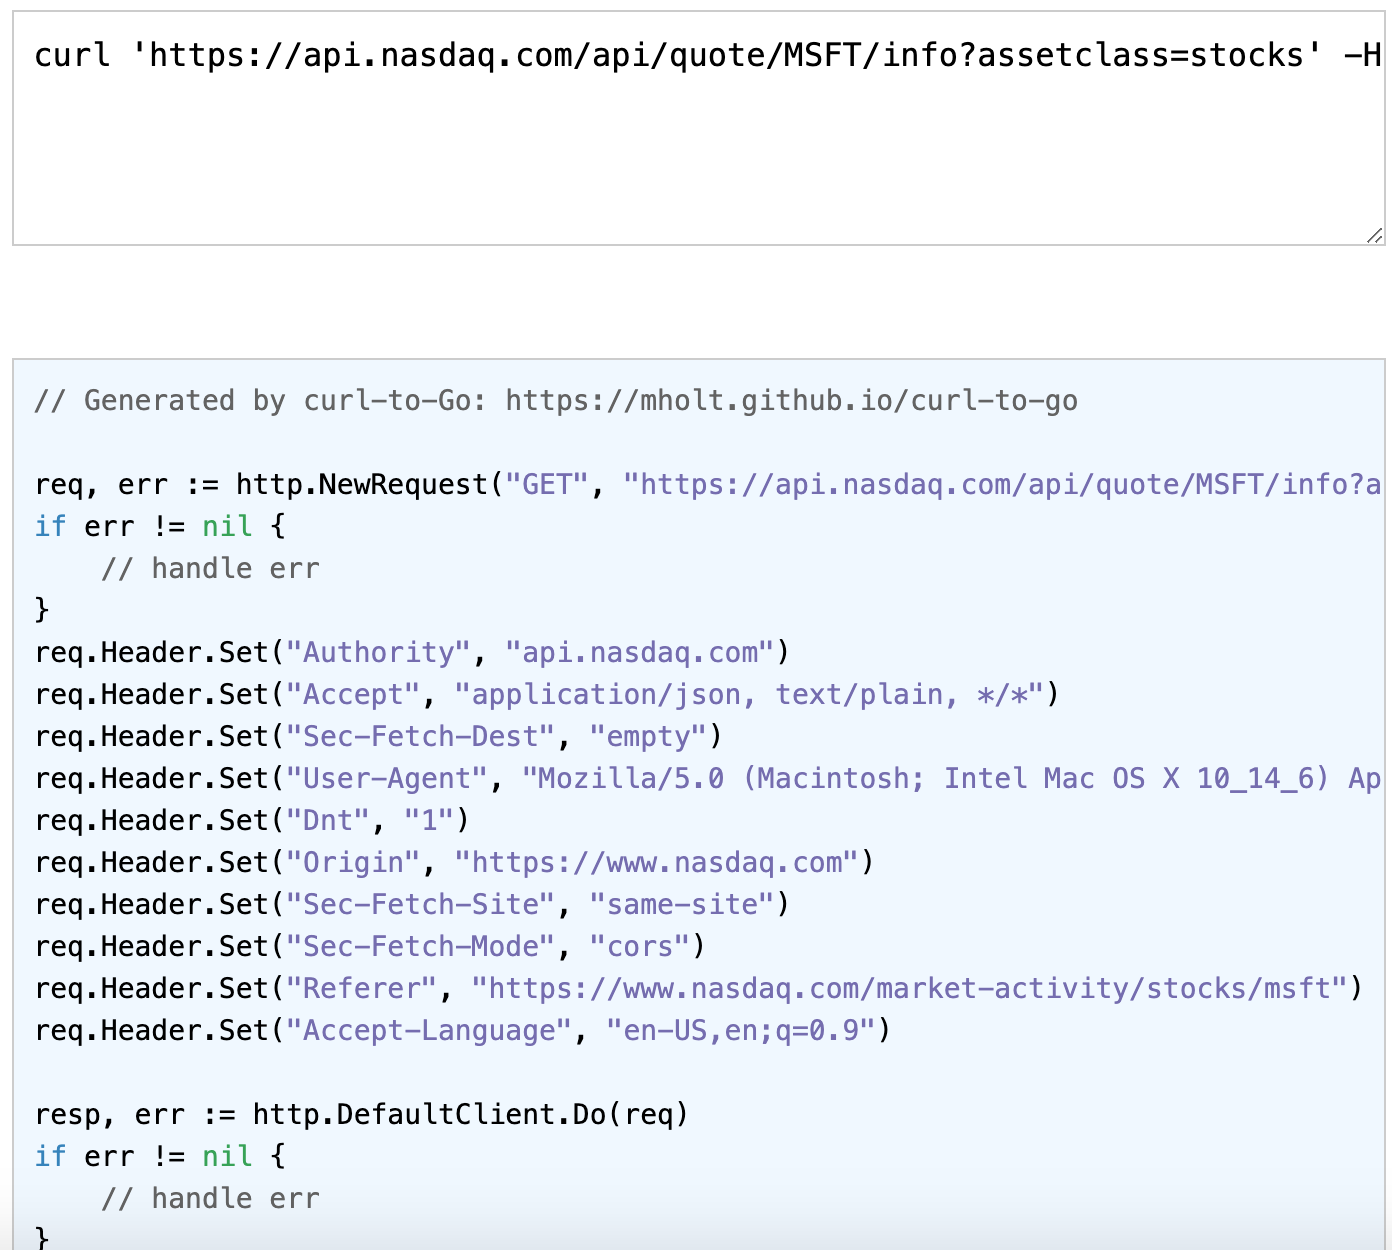 curl 'https://api.nasdaq.com/api/quote/MSFT/info?assetclass=stocks' -H
// Generated by curl-to-Go: https://mholt.github.io/curl-to-go
req, err := http.NewRequest("GET", "https://api.nasdaq.com/api/quote/MSFT/info?a
if err != nil {
    // handle err
}
req.Header.Set("Authority", "api.nasdaq.com")
req.Header.Set("Accept", "application/json, text/plain, */*")
req.Header.Set("Sec-Fetch-Dest", "empty")
req.Header.Set("User-Agent", "Mozilla/5.0 (Macintosh; Intel Mac OS X 10_14_6) Ap
req.Header.Set("Dnt", "1")
req.Header.Set("Origin", "https://www.nasdaq.com")
req.Header.Set("Sec-Fetch-Site", "same-site")
req.Header.Set("Sec-Fetch-Mode", "cors")
req.Header.Set("Referer", "https://www.nasdaq.com/market-activity/stocks/msft")
req.Header.Set("Accept-Language", "en-US,en;q=0.9")
resp, err := http.DefaultClient.Do(req)
if err != nil {
    // handle err
}